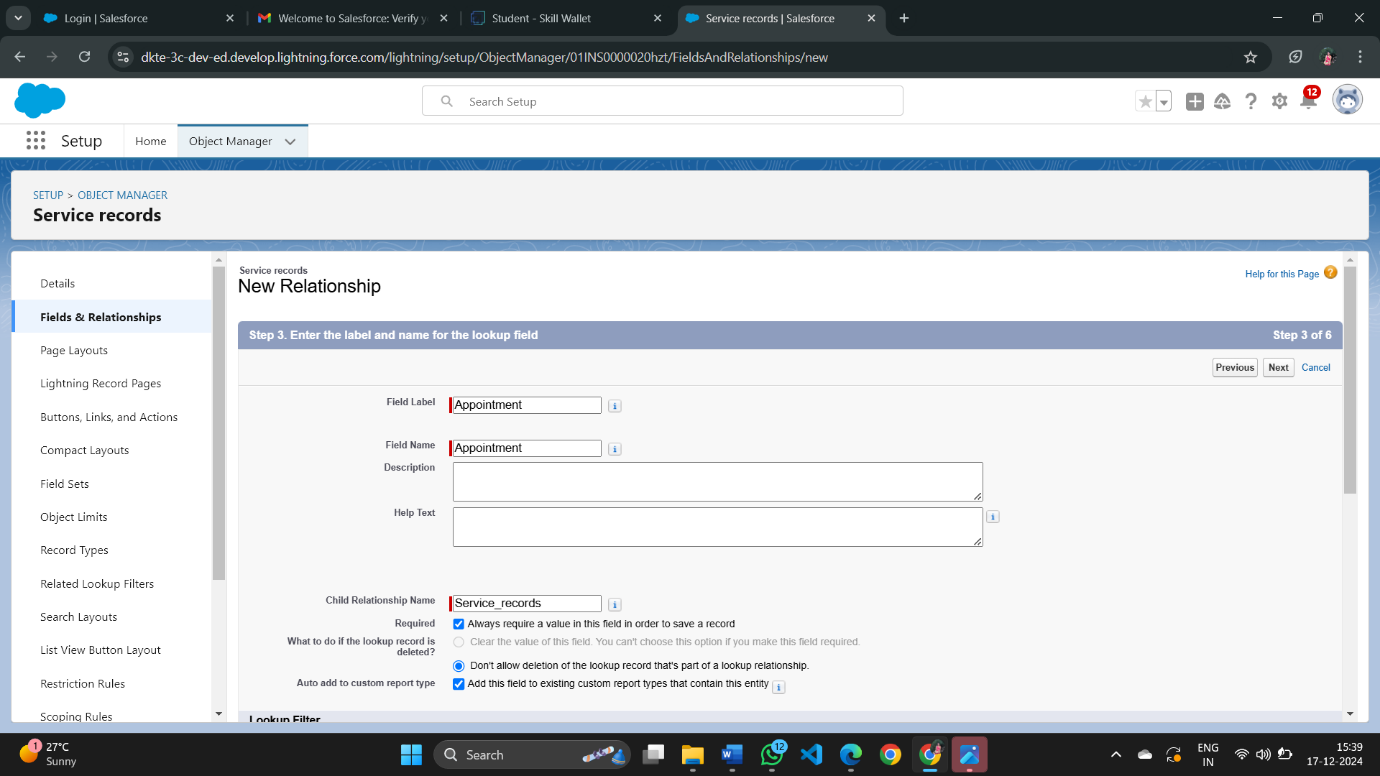 Login | Salesforce
Welcome to Salesforce: Verify y
Student - Skill Wallet
Service records | Salesforce
dkte-3c-dev-ed.develop.lightning.force.com/lightning/setup/ObjectManager/01INS0000020hzt/FieldsAndRelationships/new
Search Setup
12
Setup
Home
Object Manager
SETUP > OBJECT MANAGER
Service records
Details
Fields & Relationships
Page Layouts
Lightning Record Pages
Buttons, Links, and Actions
Compact Layouts
Field Sets
Object Limits
Record Types
Related Lookup Filters
Search Layouts
List View Button Layout
Restriction Rules
Scoping Rules
Service records
New Relationship
Help for this Page
Step 3. Enter the label and name for the lookup field
Step 3 of 6
Previous
Next
Cancel
Field Label
Appointment
Field Name
Appointment
Description
Help Text
Child Relationship Name
Service_records
Required
Always require a value in this field in order to save a record
What to do if the lookup record is
deleted?
Clear the value of this field. You can't choose this option if you make this field required.
Don't allow deletion of the lookup record that's part of a lookup relationship.
Auto add to custom report type
Add this field to existing custom report types that contain this entity
Lookup Filter
1
27°C
Sunny
Search
12
ENG
IN
15:39
17-12-2024